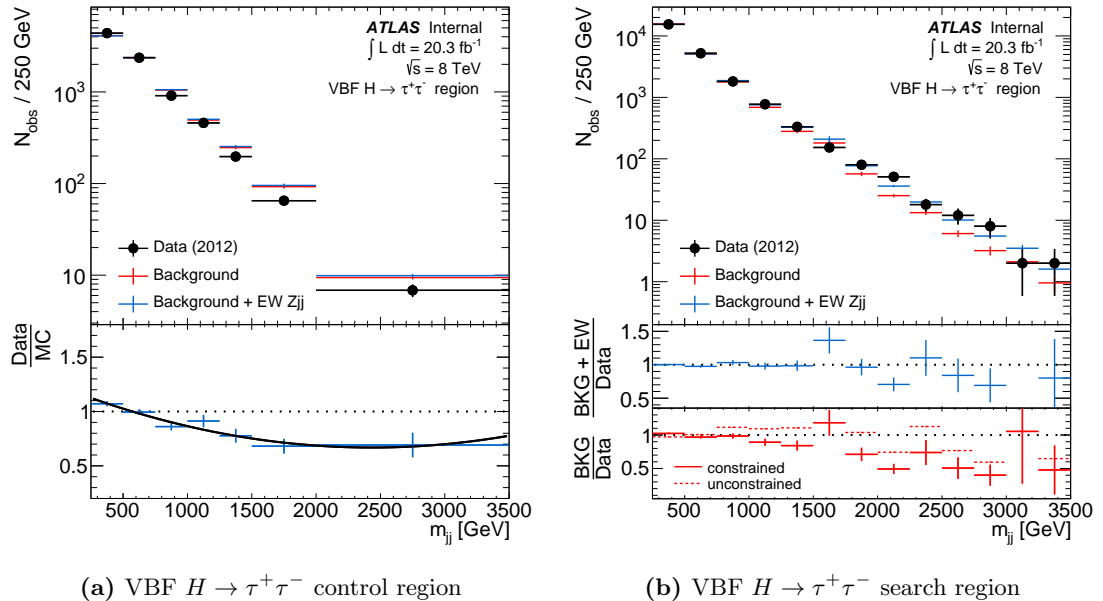 ATLAS Internal
∫ L dt = 20.3 fb⁻¹
√s = 8 TeV
VBF H → τ⁺τ⁻ region
N_obs / 250 GeV
10³
10²
10
Data (2012)
Background
Background + EW Zjj
Data
MC
1.5
1
0.5
500 1000 1500 2000 2500 3000 3500
m_jj [GeV]
(a) VBF H → τ⁺τ⁻ control region
ATLAS Internal
∫ L dt = 20.3 fb⁻¹
√s = 8 TeV
VBF H → τ⁺τ⁻ region
N_obs / 250 GeV
10⁴
10³
10²
10
1
Data (2012)
Background
Background + EW Zjj
BKG + EW
Data
1.5
1.0
0.5
BKG
Data
1
0.5
constrained
unconstrained
500 1000 1500 2000 2500 3000 3500
m_jj [GeV]
(b) VBF H → τ⁺τ⁻ search region